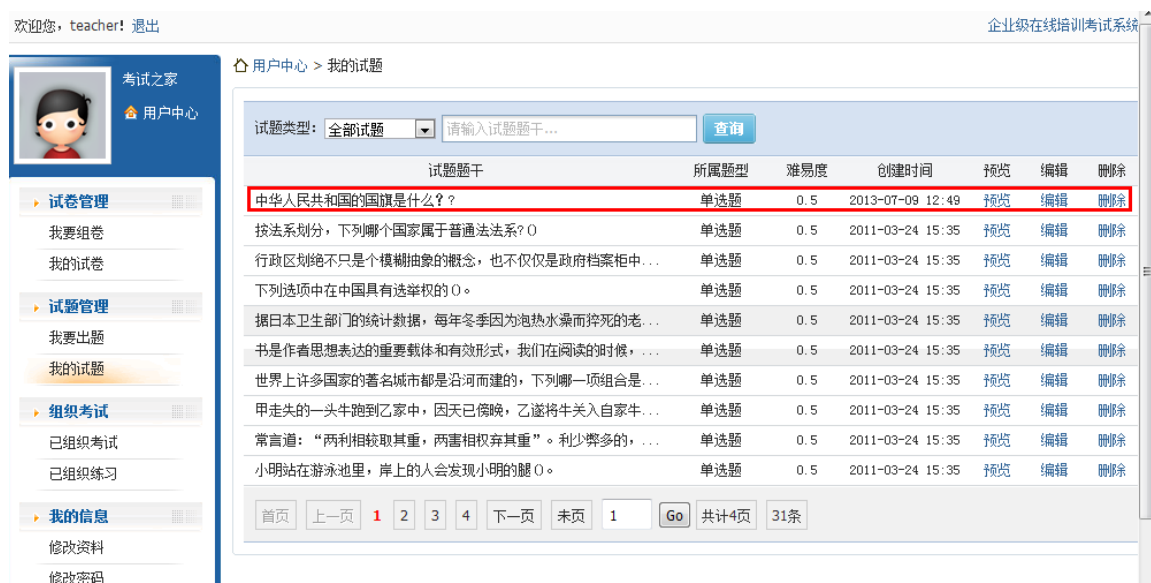 欢迎您，teacher! 退出 企业级在线培训考试系统
考试之家
用户中心
用户中心 > 我的试题
试题类型: 全部试题 请输入试题题干... 查询
试题题干 所属题型 难易度 创建时间 预览 编辑 删除
中华人民共和国的国旗是什么？? 单选题 0.5 2013-07-09 12:49 预览 编辑 删除
按法系划分，下列哪个国家属于普通法法系?() 单选题 0.5 2011-03-24 15:35 预览 编辑 删除
行政区划绝不只是个模糊抽象的概念，也不仅仅是政府档案柜中... 单选题 0.5 2011-03-24 15:35 预览 编辑 删除
下列选项中在中国具有选举权的()。 单选题 0.5 2011-03-24 15:35 预览 编辑 删除
据日本卫生部门的统计数据，每年冬季因为泡热水澡而猝死的老... 单选题 0.5 2011-03-24 15:35 预览 编辑 删除
书是作者思想表达的重要载体和有效形式，我们在阅读的时候，... 单选题 0.5 2011-03-24 15:35 预览 编辑 删除
世界上许多国家的著名城市都是沿河而建的，下列哪一项组合是... 单选题 0.5 2011-03-24 15:35 预览 编辑 删除
甲走失的一头牛跑到乙家中，因天已傍晚，乙遂将牛关入自家牛... 单选题 0.5 2011-03-24 15:35 预览 编辑 删除
常言道：“两利相较取其重，两害相权弃其重”。利少弊多的，... 单选题 0.5 2011-03-24 15:35 预览 编辑 删除
小明站在游泳池里，岸上的人会发现小明的腿()。 单选题 0.5 2011-03-24 15:35 预览 编辑 删除
首页 上一页 1 2 3 4 下一页 末页 1 Go 共计4页 31条
试卷管理
我要组卷
我的试卷
试题管理
我要出题
我的试题
组织考试
已组织考试
已组织练习
我的信息
修改资料
修改密码